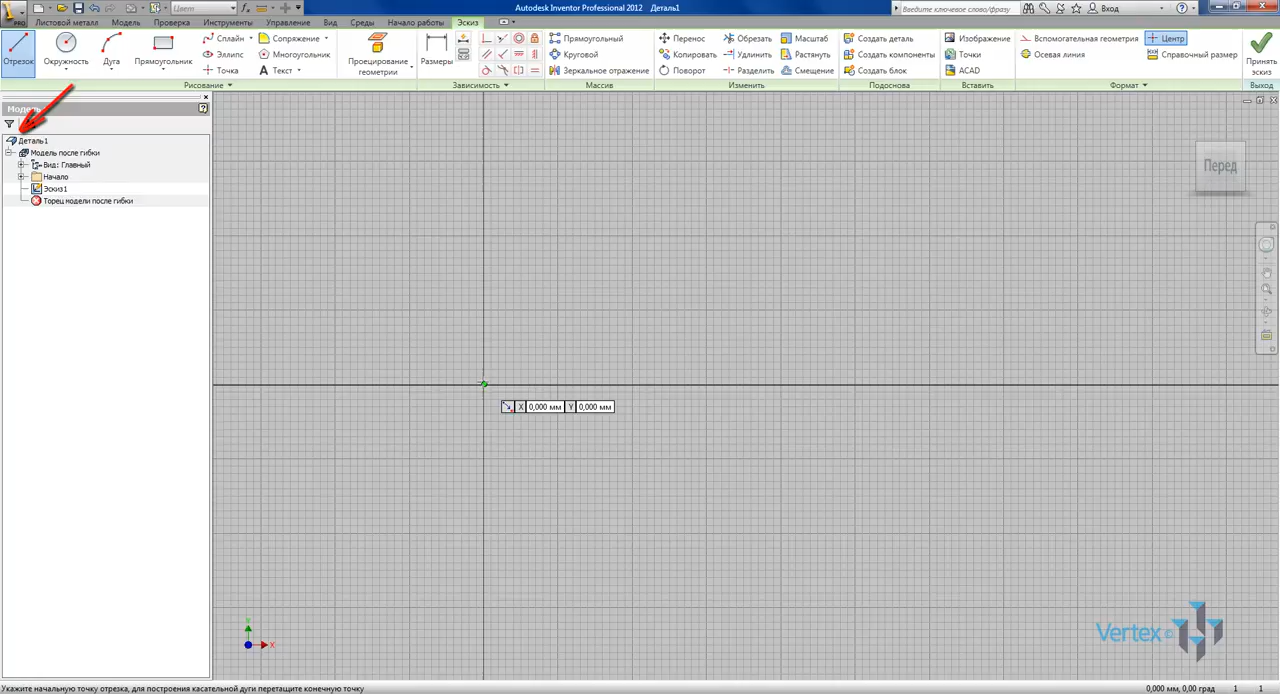 PRO
Цвет
Autodesk Inventor Professional 2012 Деталь1
Введите ключевое слово/фразу
Вход
Листовой металл Модель Проверка Инструменты Управление Вид Среды Начало работы Эскиз
Отрезок
Окружность
Дуга
Прямоугольник
Сплайн
Эллипс
Точка
Сопряжение
Многоугольник
Текст
Проецирование геометрии
Размеры
Прямоугольный
Круговой
Зеркальное отражение
Перенос
Копировать
Поворот
Обрезать
Удлинить
Разделить
Масштаб
Растянуть
Смещение
Создать деталь
Создать компоненты
Создать блок
Изображение
Точки
ACAD
Вспомогательная геометрия
Осевая линия
Центр
Справочный размер
Принять эскиз
Рисование Зависимость Массив Изменить Подоснова Вставить Формат Выход
Модель
Деталь1
Модель после гибки
Вид: Главный
Начало
Эскиз1
Торец модели после гибки
Перед
X 0,000 мм Y 0,000 мм
Y
X
Vertex ©
Укажите начальную точку отрезка, для построения касательной дуги перетащите конечную точку
0,000 мм, 0,00 град 1 1